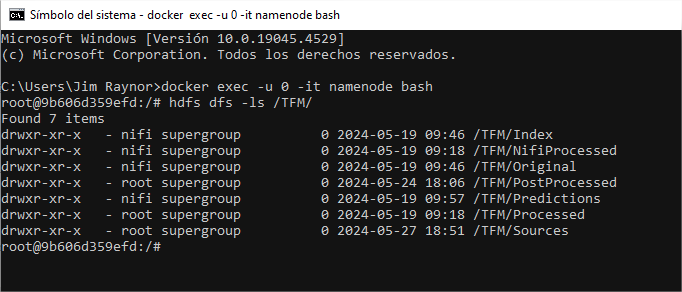 Símbolo del sistema - docker exec -u 0 -it namenode bash
Microsoft Windows [Versión 10.0.19045.4529]
(c) Microsoft Corporation. Todos los derechos reservados.
C:\Users\Jim Raynor>docker exec -u 0 -it namenode bash
root@9b606d359efd:/# hdfs dfs -ls /TFM/
Found 7 items
drwxr-xr-x   - nifi supergroup          0 2024-05-19 09:46 /TFM/Index
drwxr-xr-x   - nifi supergroup          0 2024-05-19 09:18 /TFM/NifiProcessed
drwxr-xr-x   - nifi supergroup          0 2024-05-19 09:46 /TFM/Original
drwxr-xr-x   - root supergroup          0 2024-05-24 18:06 /TFM/PostProcessed
drwxr-xr-x   - nifi supergroup          0 2024-05-19 09:57 /TFM/Predictions
drwxr-xr-x   - root supergroup          0 2024-05-19 09:18 /TFM/Processed
drwxr-xr-x   - root supergroup          0 2024-05-27 18:51 /TFM/Sources
root@9b606d359efd:/#